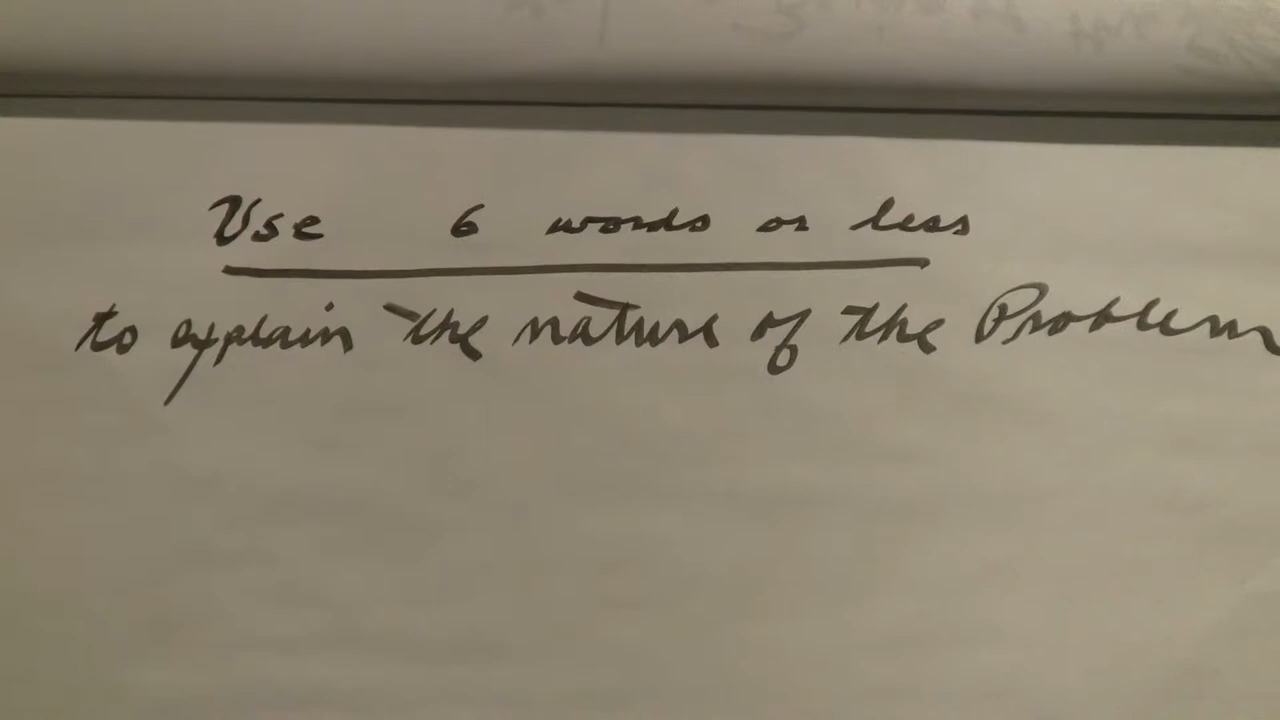 Use 6 words or less
to explain the nature of the Problem